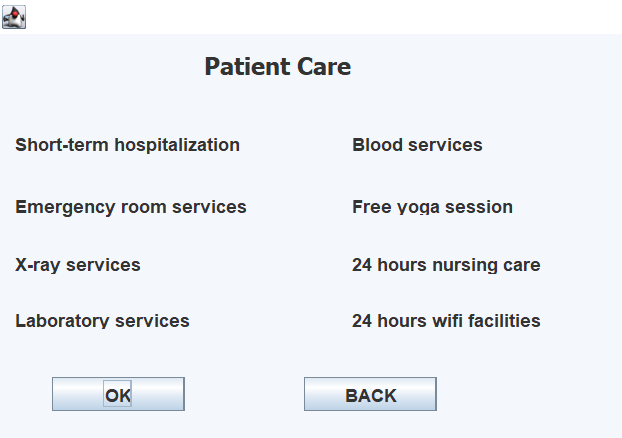 Patient Care
Short-term hospitalization
Blood services
Emergency room services
Free yoga session
X-ray services
24 hours nursing care
Laboratory services
24 hours wifi facilities
OK
BACK